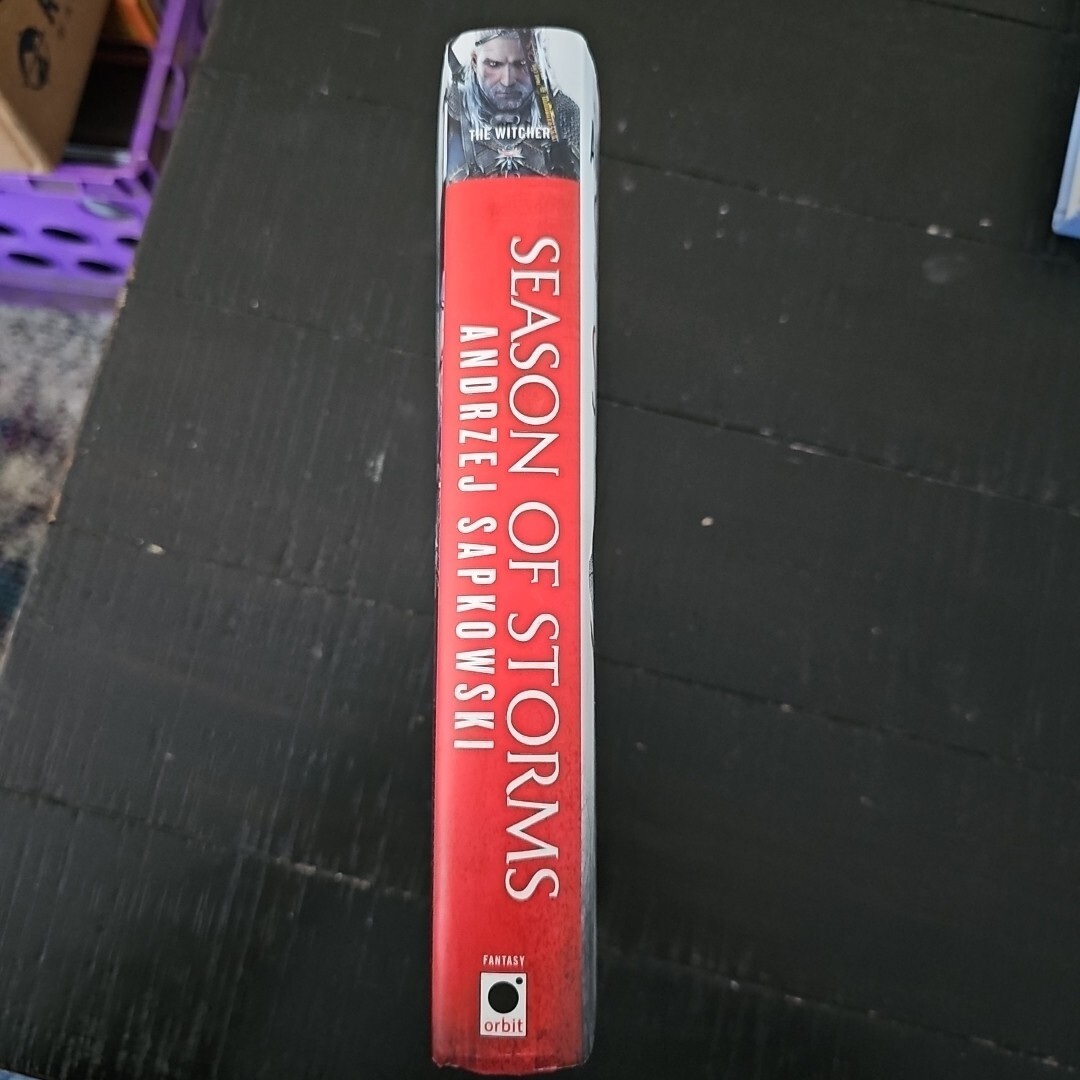 THE WITCHER
SEASON OF STORMS
ANDRZEJ SAPKOWSKI
FANTASY
orbit